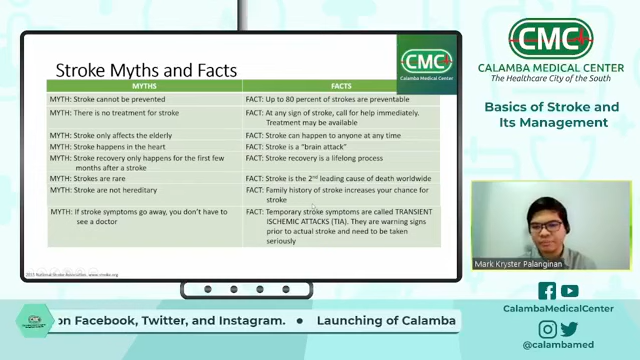 CMC
CALAMBA MEDICAL CENTER
The Healthcare City of the South
Basics of Stroke and
Its Management
CMC
Calamba Medical Center
Stroke Myths and Facts
MYTHS FACTS
MYTH: Stroke cannot be prevented FACT: Up to 80 percent of strokes are preventable
MYTH: There is no treatment for stroke FACT: At any sign of stroke, call for help immediately.
Treatment may be available
MYTH: Stroke only affects the elderly FACT: Stroke can happen to anyone at any time
MYTH: Stroke happens in the heart FACT: Stroke is a "brain attack"
MYTH: Stroke recovery only happens for the first few FACT: Stroke recovery is a lifelong process
months after a stroke
MYTH: Strokes are rare FACT: Stroke is the 2nd leading cause of death worldwide
MYTH: Stroke are not hereditary FACT: Family history of stroke increases your chance for
stroke
MYTH: If stroke symptoms go away, you don't have to FACT: Temporary stroke symptoms are called TRANSIENT
see a doctor ISCHEMIC ATTACKS (TIA). They are warning signs
prior to actual stroke and need to be taken
seriously
National Stroke Association, www.stroke.org
Mark Kryster Palanginan
CalambaMedicalCenter
@calambamed
on Facebook, Twitter, and Instagram. • Launching of Calamba